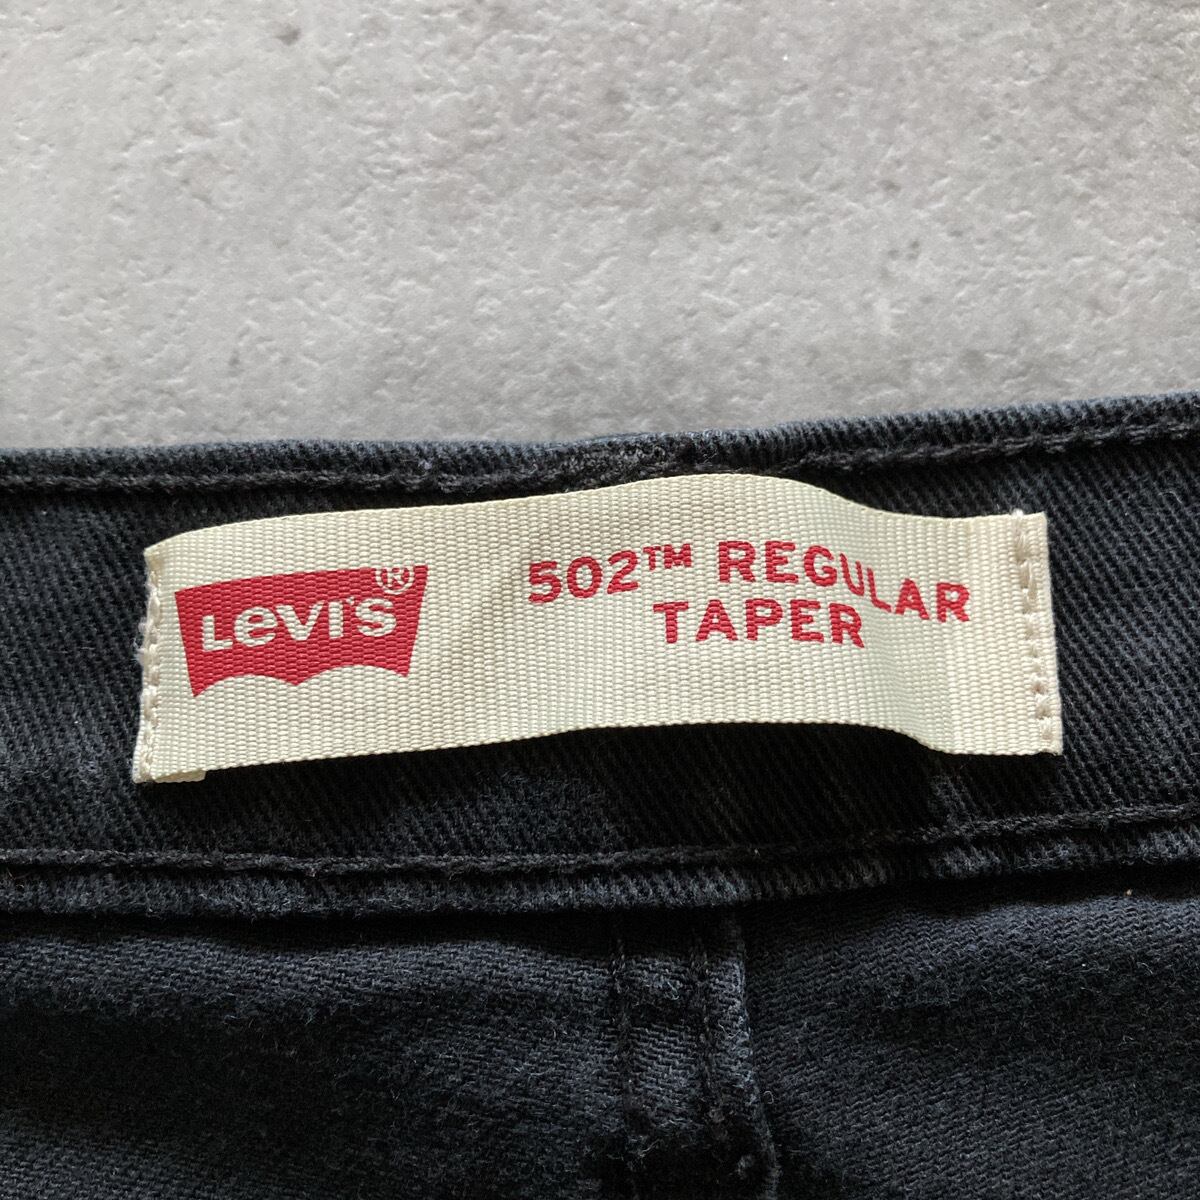 Levi's®
502™ REGULAR
TAPER